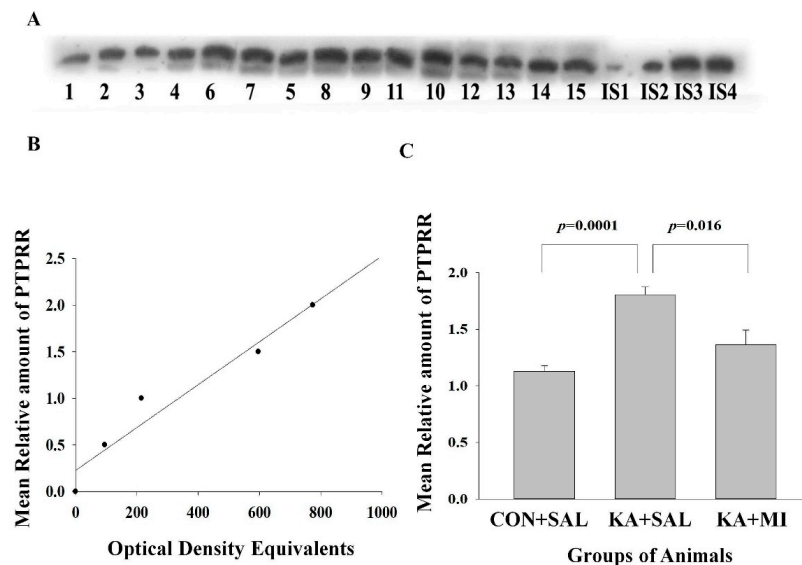 A
1 2 3 4 6 7 5 8 9 11 10 12 13 14 15 IS1 IS2 IS3 IS4
B
Mean Relative amount of PTPRR
2.5
2.0
1.5
1.0
0.5
0.0
0 200 400 600 800 1000
Optical Density Equivalents
C
p=0.0001 p=0.016
Mean Relative amount of PTPRR
2.0
1.5
1.0
0.5
0.0
CON+SAL KA+SAL KA+MI
Groups of Animals